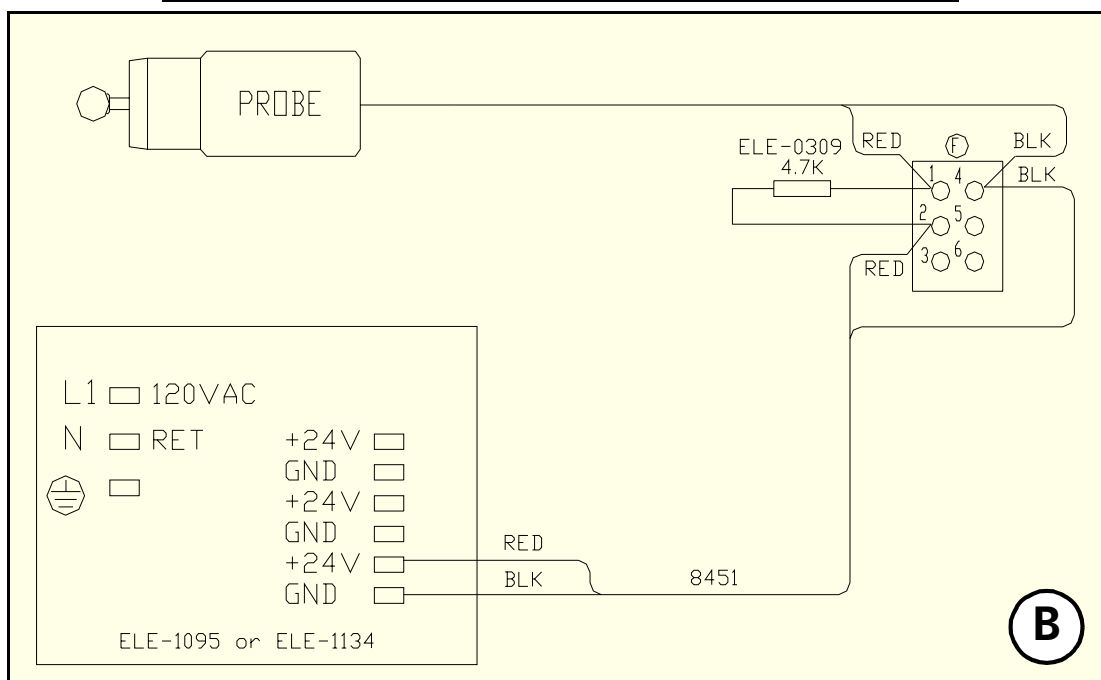 PROBE
ELE-0309
4.7K
RED
F
BLK
1 4
BLK
2 5
3 6
RED
L1 120VAC
N RET
+24V
GND
+24V
GND
+24V
GND
RED
BLK
8451
ELE-1095 or ELE-1134
B